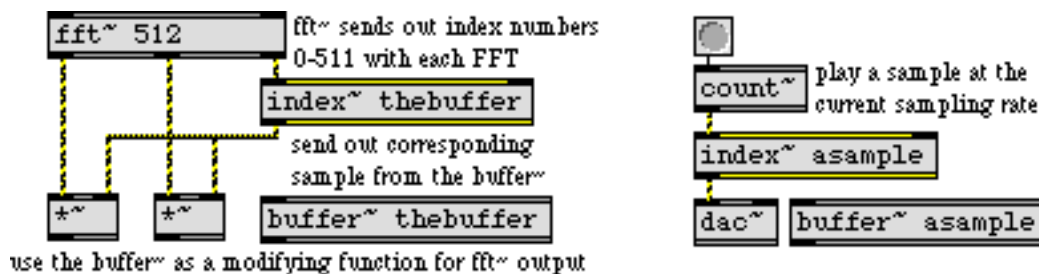 fft~ 512
fft~ sends out index numbers
0-511 with each FFT
index~ thebuffer
send out corresponding
sample from the buffer~
*~
*~
buffer~ thebuffer
use the buffer~ as a modifying function for fft~ output
count~
play a sample at the
current sampling rate
index~ asample
dac~
buffer~ asample